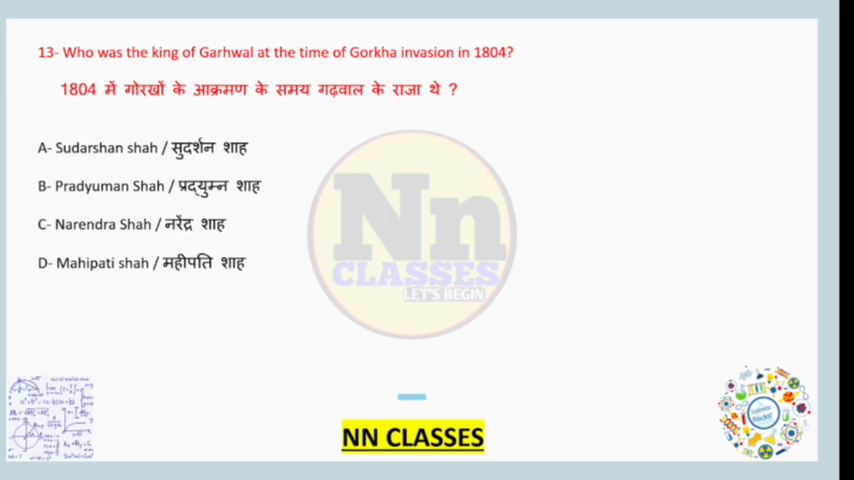 13- Who was the king of Garhwal at the time of Gorkha invasion in 1804?
1804 में गोरखों के आक्रमण के समय गढ़वाल के राजा थे ?
A- Sudarshan shah / सुदर्शन शाह
B- Pradyuman Shah / प्रद्युम्न शाह
C- Narendra Shah / नरेंद्र शाह
D- Mahipati shah / महीपति शाह
Nn
CLASSES
LET'S BEGIN
NN CLASSES